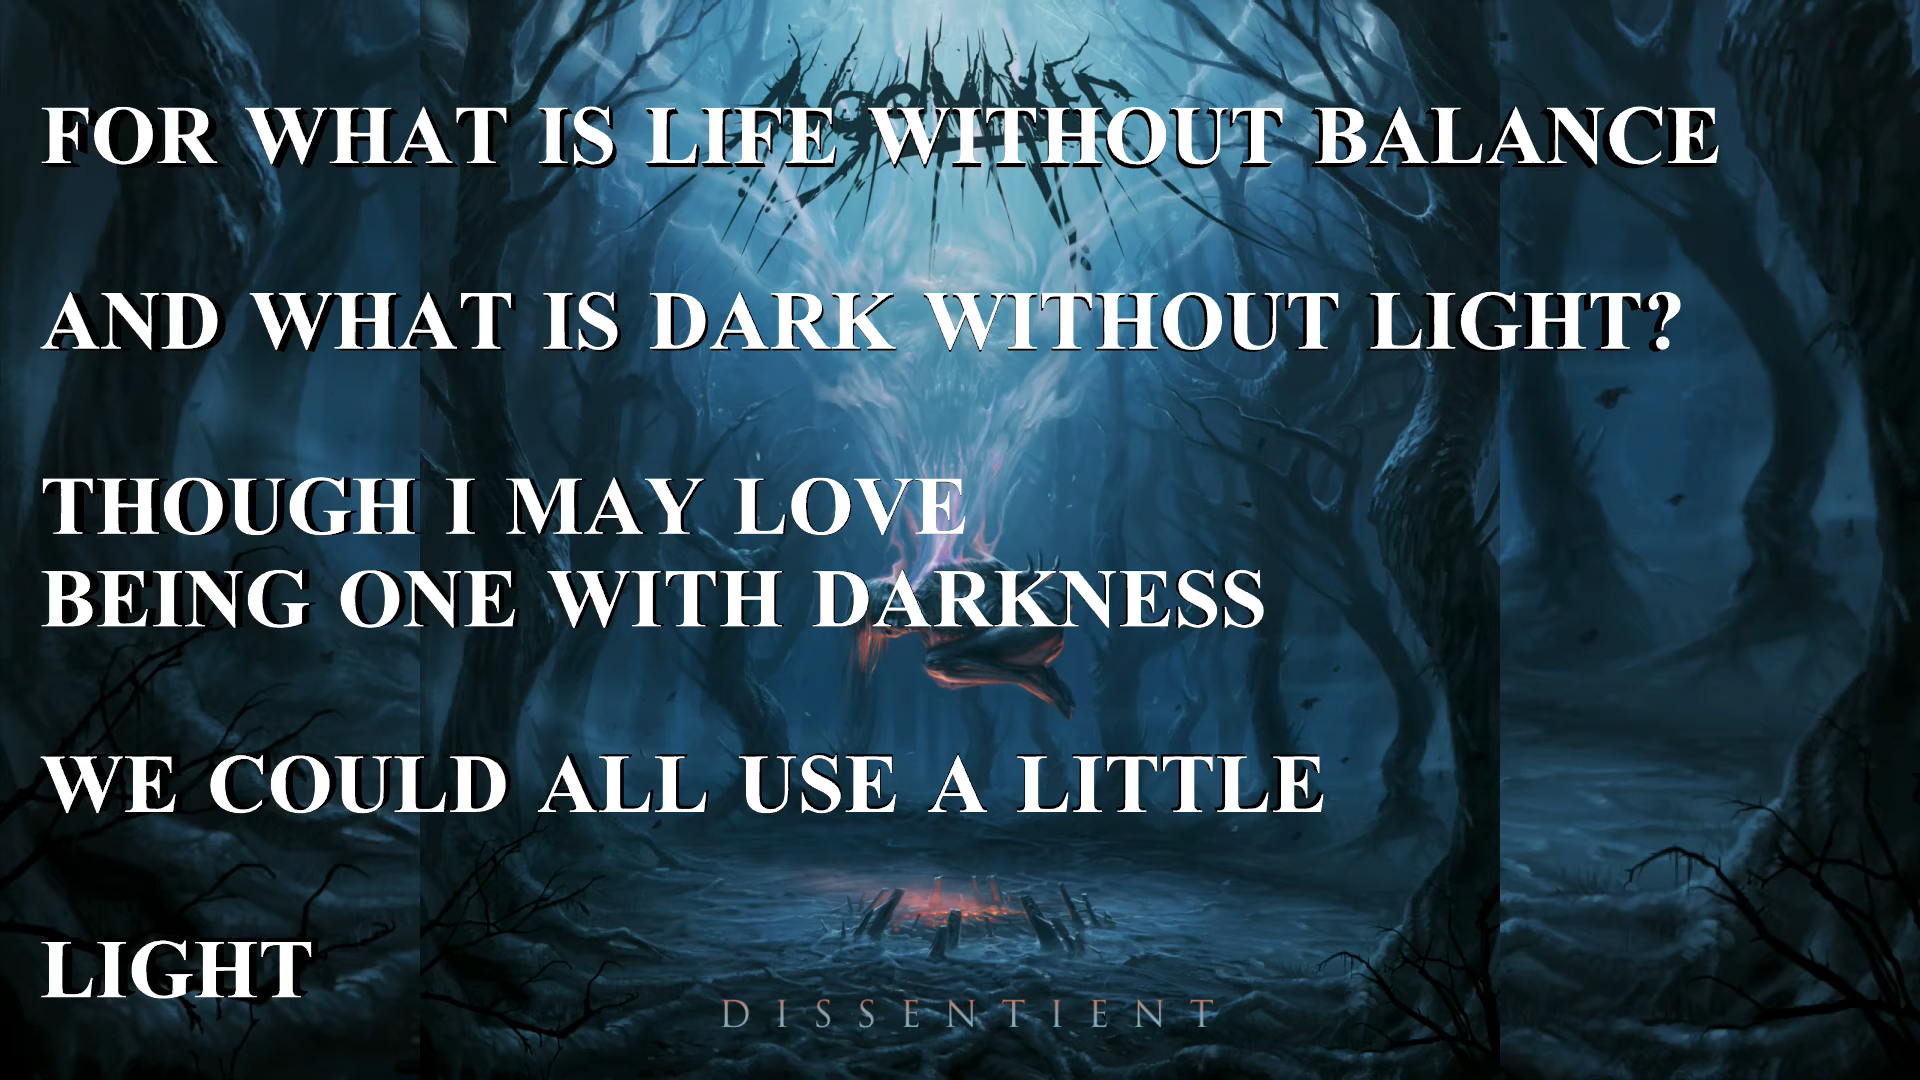 FOR WHAT IS LIFE WITHOUT BALANCE
AND WHAT IS DARK WITHOUT LIGHT?
THOUGH I MAY LOVE
BEING ONE WITH DARKNESS
WE COULD ALL USE A LITTLE
LIGHT
DISSENTIENT